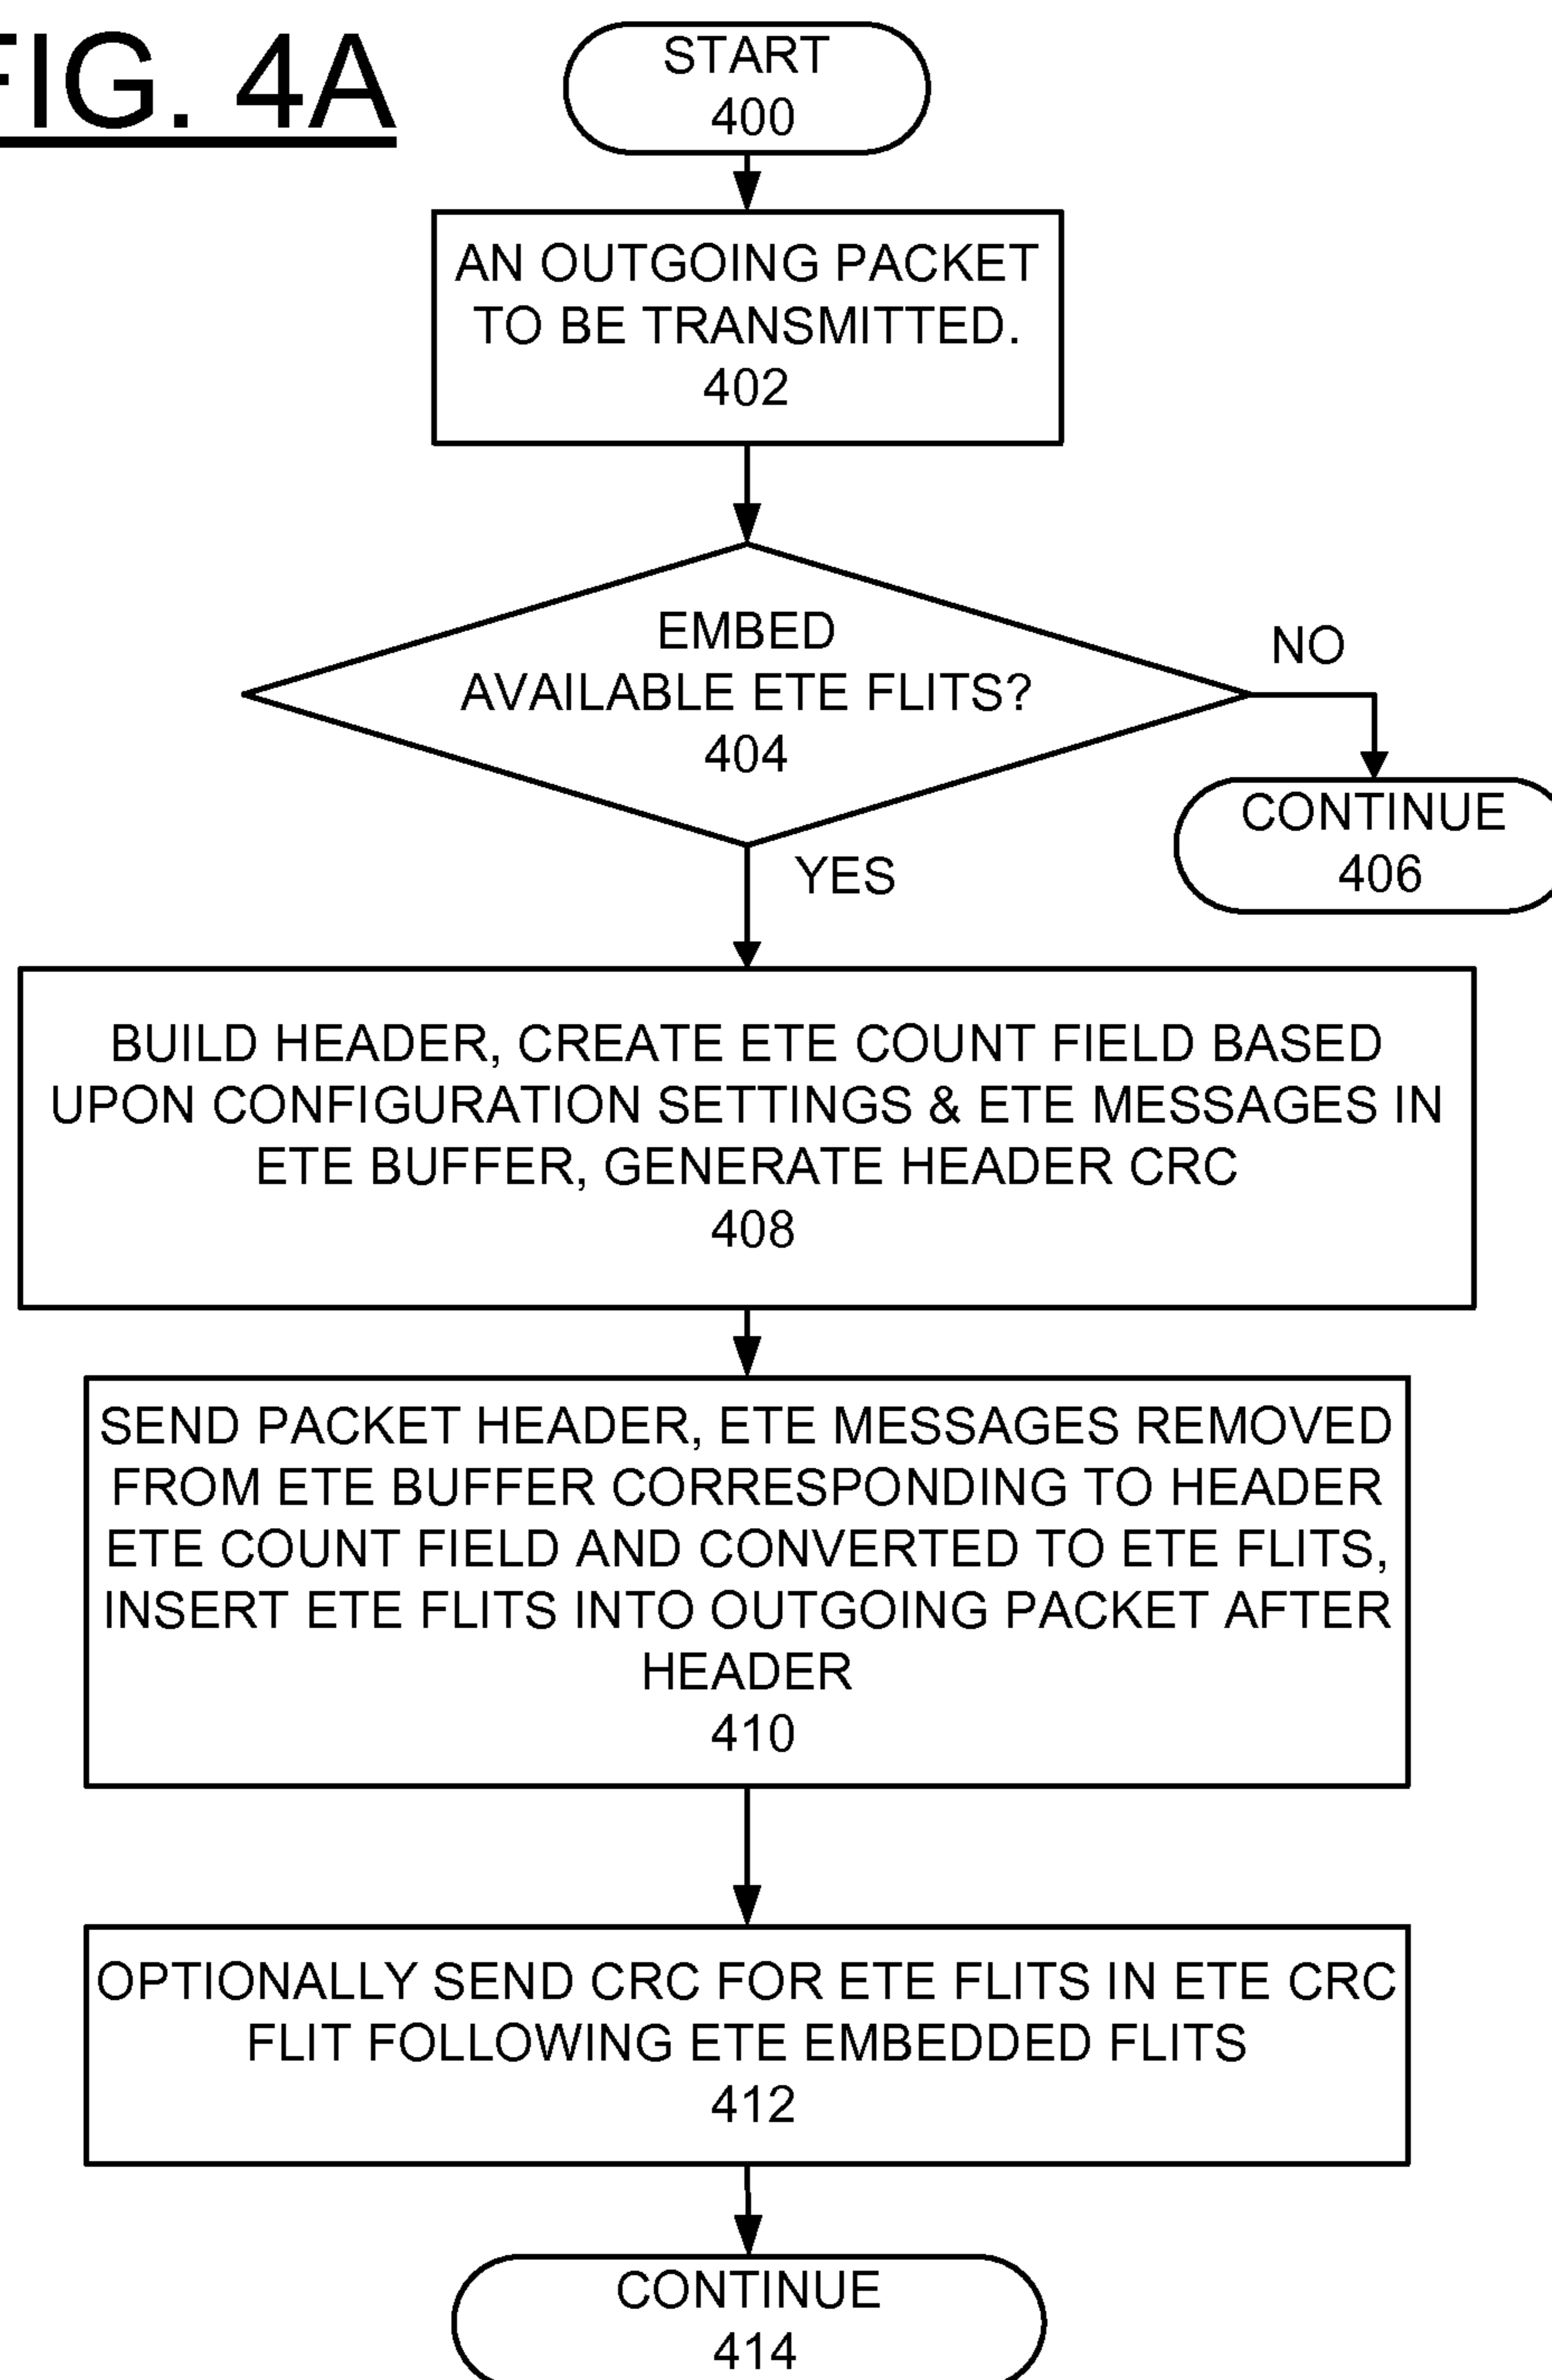 FIG. 4A
START
400
AN OUTGOING PACKET
TO BE TRANSMITTED.
402
EMBED
AVAILABLE ETE FLITS?
404
NO
CONTINUE
406
YES
BUILD HEADER, CREATE ETE COUNT FIELD BASED
UPON CONFIGURATION SETTINGS & ETE MESSAGES IN
ETE BUFFER, GENERATE HEADER CRC
408
SEND PACKET HEADER, ETE MESSAGES REMOVED
FROM ETE BUFFER CORRESPONDING TO HEADER
ETE COUNT FIELD AND CONVERTED TO ETE FLITS,
INSERT ETE FLITS INTO OUTGOING PACKET AFTER
HEADER
410
OPTIONALLY SEND CRC FOR ETE FLITS IN ETE CRC
FLIT FOLLOWING ETE EMBEDDED FLITS
412
CONTINUE
414